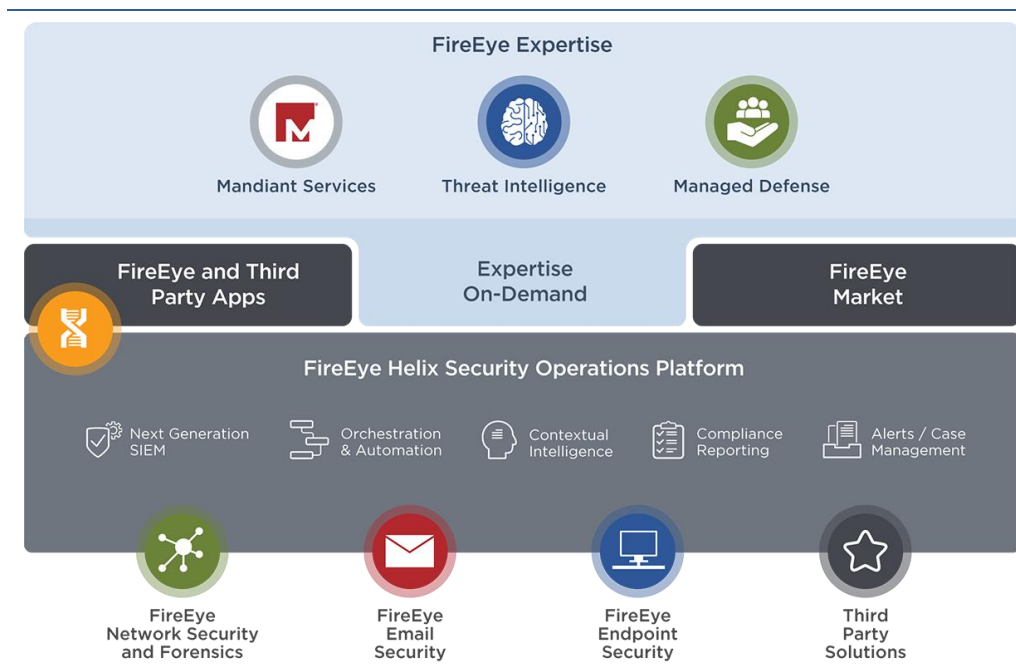 FireEye Expertise
M
Mandiant Services
Threat Intelligence
Managed Defense
FireEye and Third
Party Apps
Expertise
On-Demand
FireEye
Market
FireEye Helix Security Operations Platform
Next Generation
SIEM
Orchestration
& Automation
Contextual
Intelligence
Compliance
Reporting
Alerts / Case
Management
FireEye
Network Security
and Forensics
FireEye
Email
Security
FireEye
Endpoint
Security
Third
Party
Solutions